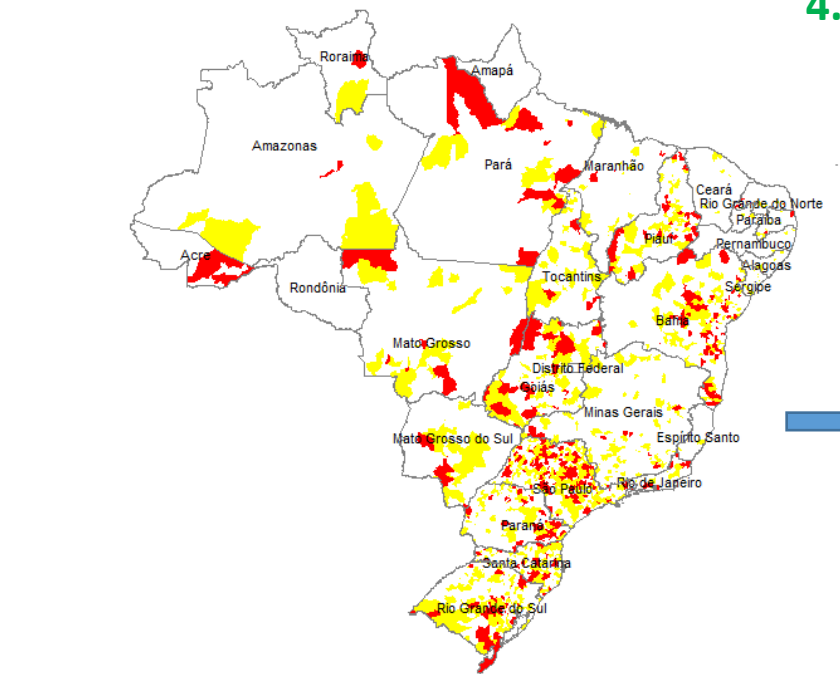 4.
Roraima
Amapá
Amazonas
Pará
Maranhão
Ceará
Rio Grande do Norte
Paraíba
Piauí
Pernambuco
Acre
Alagoas
Tocantins
Sergipe
Rondônia
Bahia
Mato Grosso
Distrito Federal
Goiás
Minas Gerais
Mato Grosso do Sul
Espírito Santo
São Paulo
Rio de Janeiro
Paraná
Santa Catarina
Rio Grande do Sul